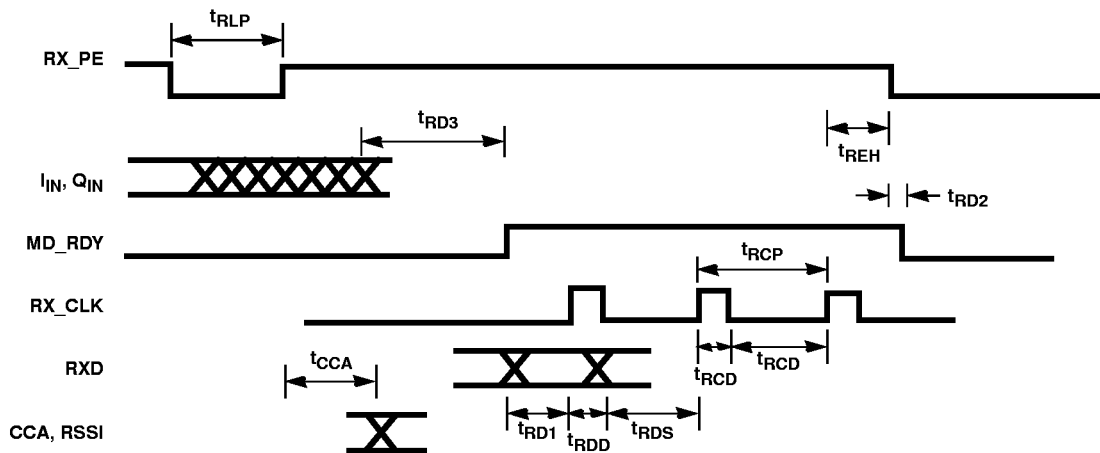 tRLP
RX_PE
tRD3
tREH
IIN, QIN
tRD2
MD_RDY
tRCP
RX_CLK
tCCA
RXD
tRCD
tRCD
tRD1
tRDD
tRDS
CCA, RSSI